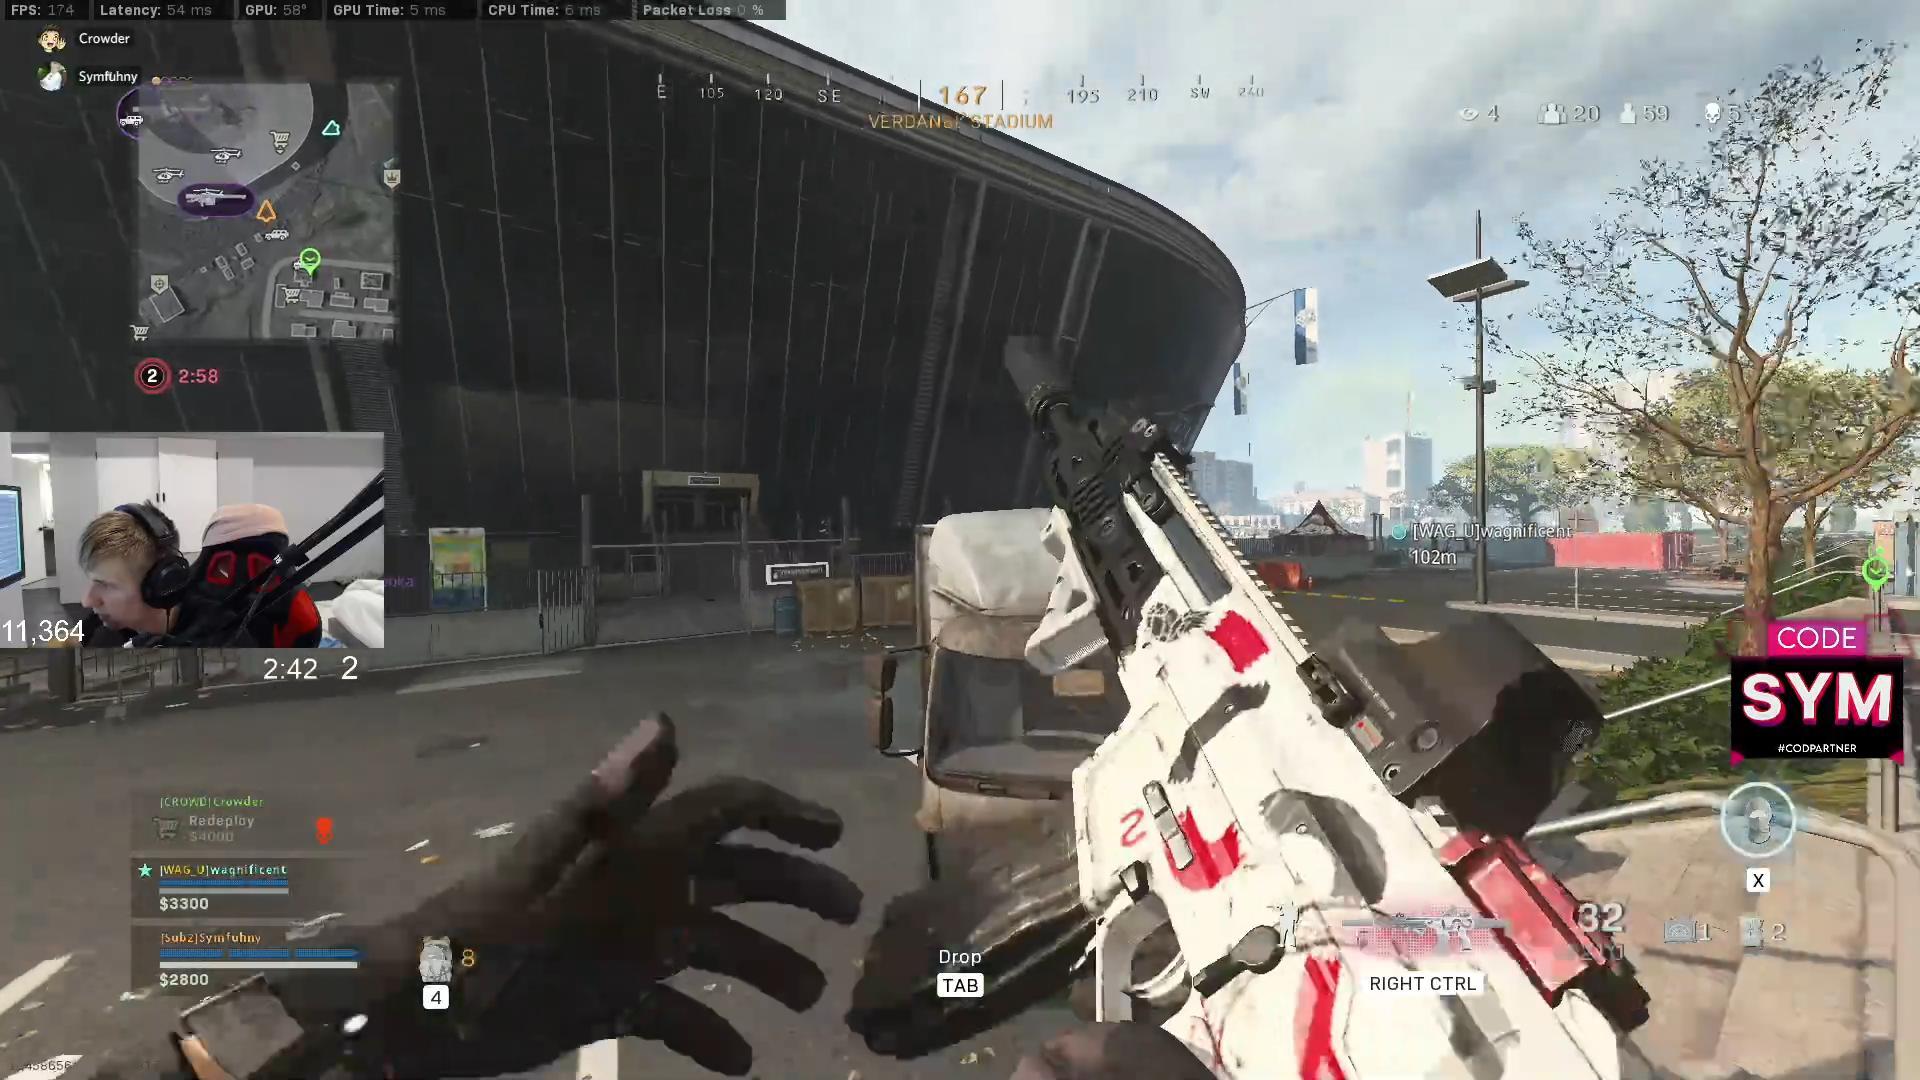 FPS: 174
Latency: 54 ms
GPU: 58°
GPU Time: 5 ms
CPU Time: 6 ms
Packet Loss 0 %
Crowder
Symfuhny
E 105 120 SE 167 195 210 SW 240
VERDANSK STADIUM
4 20 59 5
2 2:58
[WAG_U]wagnificent
102m
11,364
2:42 2
CODE
SYM
#CODPARTNER
[CROWD]Crowder
Redeploy
$4000
[WAG_U]wagnificent
$3300
[Sub2]Symfuhny
$2800
8
4
Drop
TAB
2
32
RIGHT CTRL
1
2
X